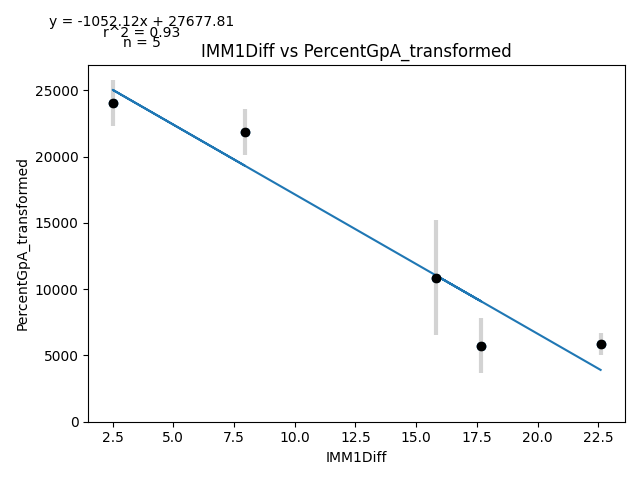 y = -1052.12x + 27677.81
r^2 = 0.93
n = 5
IMM1Diff vs PercentGpA_transformed
25000
20000
15000
10000
5000
0
PercentGpA_transformed
2.5 5.0 7.5 10.0 12.5 15.0 17.5 20.0 22.5
IMM1Diff